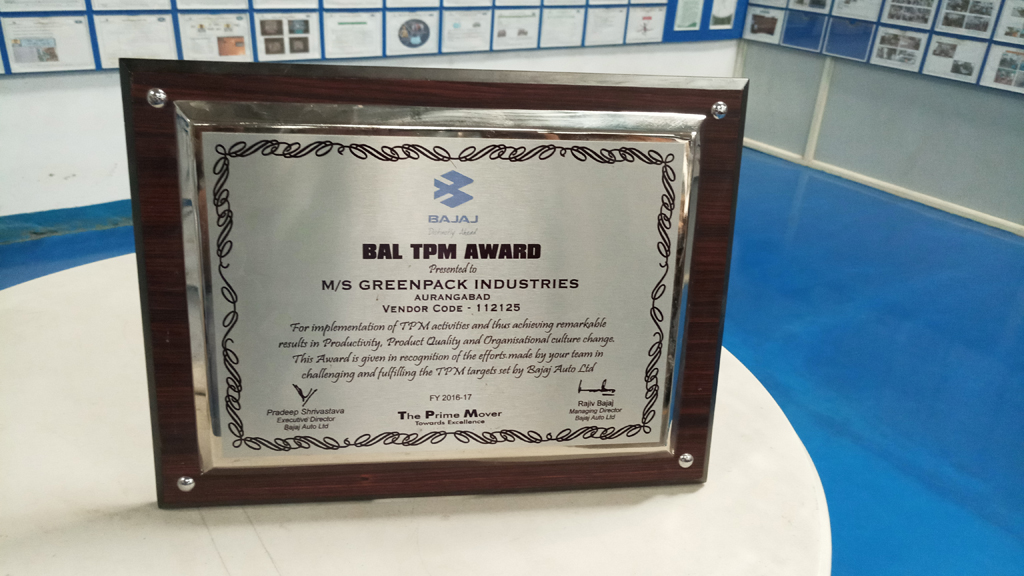 BAJAJ
Distinctly Ahead
BAL TPM AWARD
Presented to
M/S GREENPACK INDUSTRIES
AURANGABAD
VENDOR CODE - 112125
For implementation of TPM activities and thus achieving remarkable
results in Productivity, Product Quality and Organisational culture change.
This Award is given in recognition of the efforts made by your team in
challenging and fulfilling the TPM targets set by Bajaj Auto Ltd
Pradeep Shrivastava
Executive Director
Bajaj Auto Ltd
FY 2016-17
The Prime Mover
Towards Excellence
Rajiv Bajaj
Managing Director
Bajaj Auto Ltd